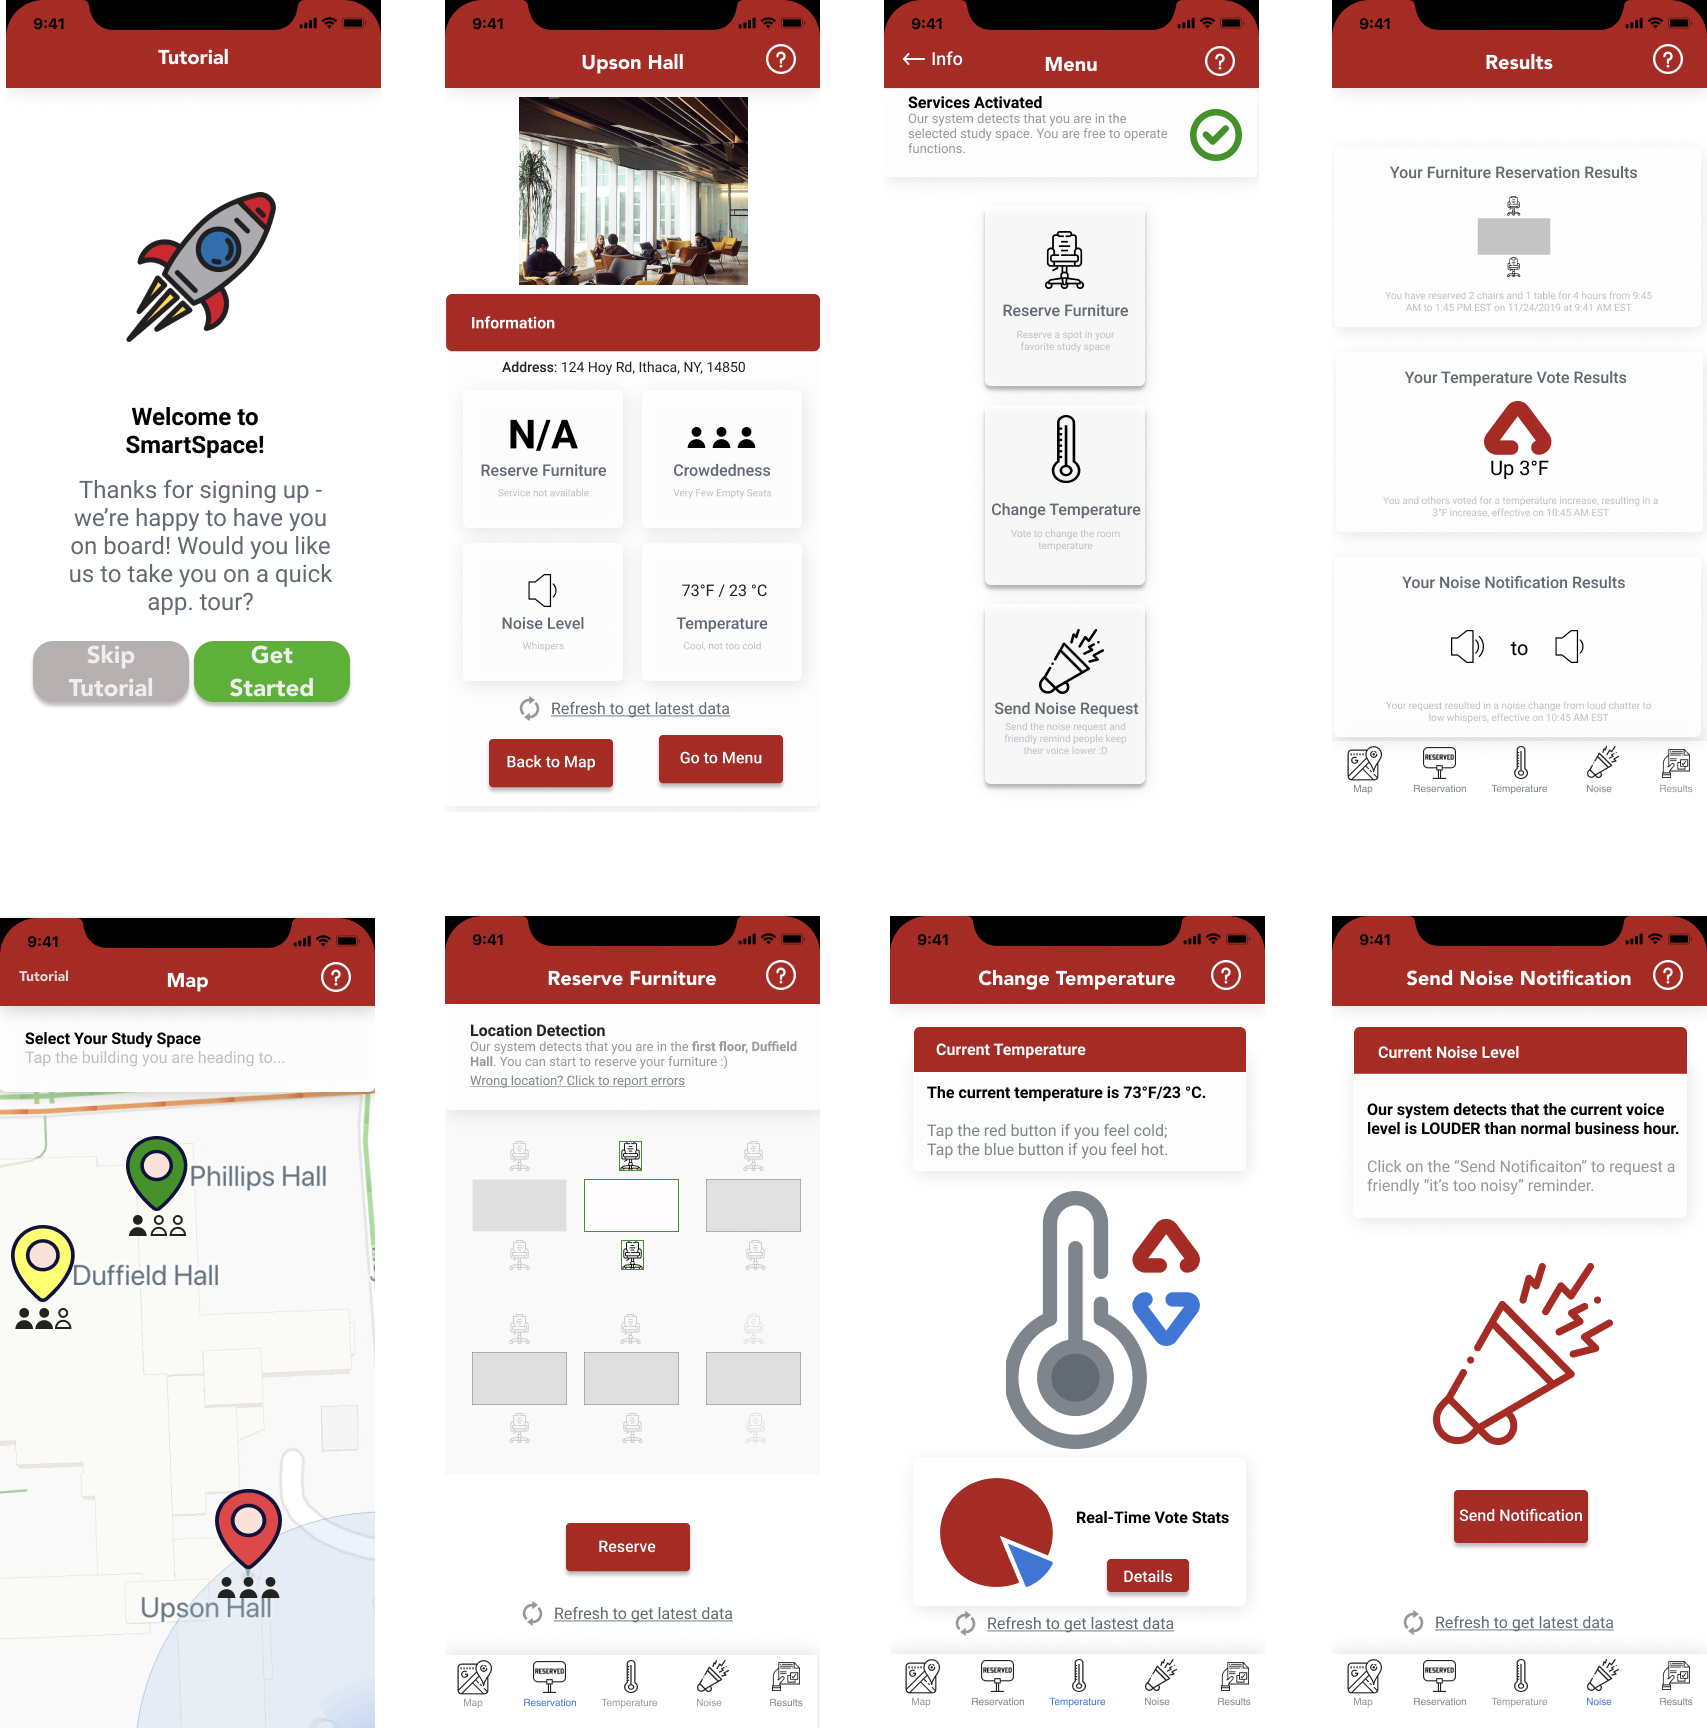 9:41
Tutorial
Welcome to
SmartSpace!
Thanks for signing up -
we’re happy to have you
on board! Would you like
us to take you on a quick
app. tour?
Skip
Tutorial
Get
Started
9:41
Upson Hall
?
Information
Address: 124 Hoy Rd, Ithaca, NY, 14850
N/A
Reserve Furniture
Service not available
Crowdedness
Very Few Empty Seats
Noise Level
Whispers
73°F / 23 °C
Temperature
Cool, not too cold
Refresh to get latest data
Back to Map
Go to Menu
9:41
Info
Menu
?
Services Activated
Our system detects that you are in the
selected study space. You are free to operate
functions.
Reserve Furniture
Reserve a spot in your
favorite study space
Change Temperature
Vote to change the room
temperature
Send Noise Request
Send the noise request and
friendly remind people keep
their voice lower :D
9:41
Results
?
Your Furniture Reservation Results
You have reserved 2 chairs and 1 table for 4 hours from 9:45
AM to 1:45 PM EST on 11/24/2019 at 9:41 AM EST
Your Temperature Vote Results
Up 3°F
You and others voted for a temperature increase, resulting in a
3°F increase, effective on 10:45 AM EST
Your Noise Notification Results
to
Your request resulted in a noise change from loud chatter to
low whispers, effective on 10:45 AM EST
G
RESERVED
Map
Reservation
Temperature
Noise
Results
9:41
Tutorial
Map
?
Select Your Study Space
Tap the building you are heading to...
Phillips Hall
Duffield Hall
Upson Hall
9:41
Reserve Furniture
?
Location Detection
Our system detects that you are in the first floor, Duffield
Hall. You can start to reserve your furniture :)
Wrong location? Click to report errors
Reserve
Refresh to get latest data
G
RESERVED
Map
Reservation
Temperature
Noise
Results
9:41
Change Temperature
?
Current Temperature
The current temperature is 73°F/23 °C.
Tap the red button if you feel cold;
Tap the blue button if you feel hot.
Real-Time Vote Stats
Details
Refresh to get lastest data
G
RESERVED
Map
Reservation
Temperature
Noise
Results
9:41
Send Noise Notification
?
Current Noise Level
Our system detects that the current voice
level is LOUDER than normal business hour.
Click on the “Send Notificaiton” to request a
friendly “it’s too noisy” reminder.
Send Notification
Refresh to get latest data
G
RESERVED
Map
Reservation
Temperature
Noise
Results